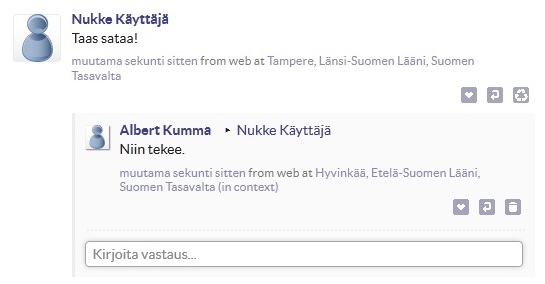 Nukke Käyttäjä
Taas sataa!
muutama sekunti sitten from web at Tampere, Länsi-Suomen Lääni, Suomen
Tasavalta
Albert Kumma ▸ Nukke Käyttäjä
Niin tekee.
muutama sekunti sitten from web at Hyvinkää, Etelä-Suomen Lääni,
Suomen Tasavalta (in context)
Kirjoita vastaus...